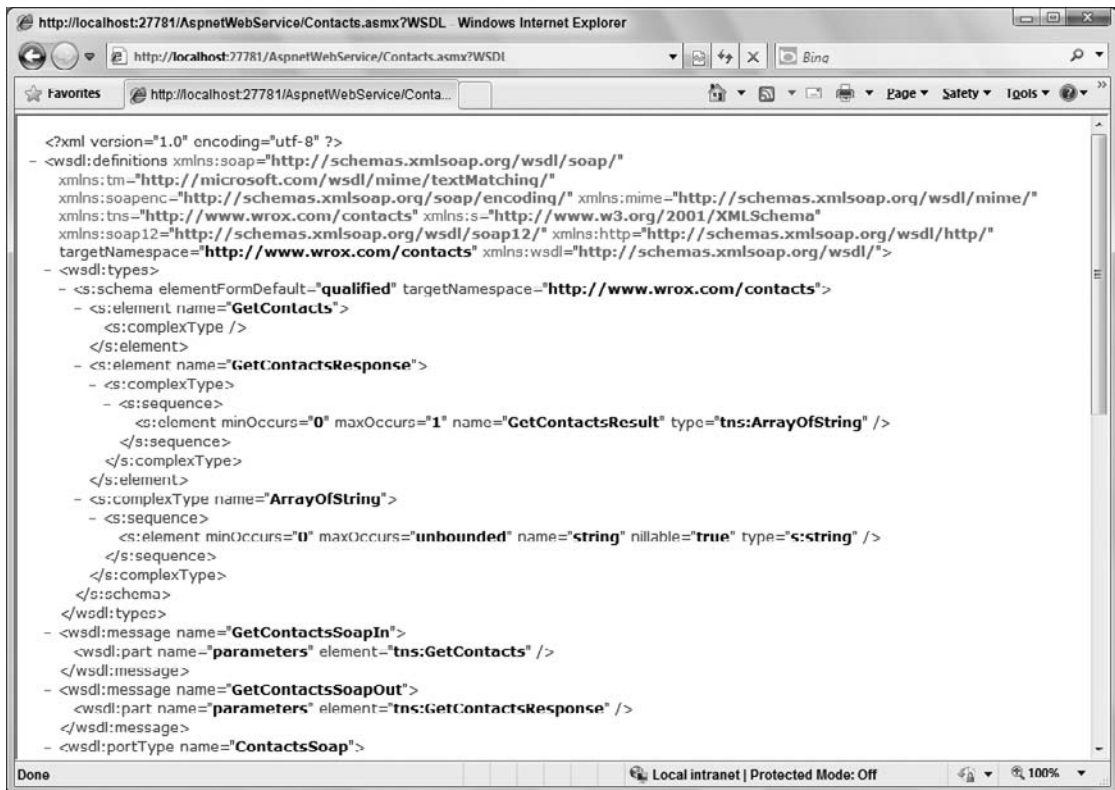 http://localhost:27781/AspnetWebService/Contacts.asmx?WSDL - Windows Internet Explorer
http://localhost:27781/AspnetWebService/Contacts.asmx?WSDL
Bing
Favorites
http://localhost:27781/AspnetWebService/Conta...
Page
Safety
Tools
<?xml version="1.0" encoding="utf-8" ?>
- <wsdl:definitions xmlns:soap="http://schemas.xmlsoap.org/wsdl/soap/"
xmlns:tm="http://microsoft.com/wsdl/mime/textMatching/"
xmlns:soapenc="http://schemas.xmlsoap.org/soap/encoding/" xmlns:mime="http://schemas.xmlsoap.org/wsdl/mime/"
xmlns:tns="http://www.wrox.com/contacts" xmlns:s="http://www.w3.org/2001/XMLSchema"
xmlns:soap12="http://schemas.xmlsoap.org/wsdl/soap12/" xmlns:http="http://schemas.xmlsoap.org/wsdl/http/"
targetNamespace="http://www.wrox.com/contacts" xmlns:wsdl="http://schemas.xmlsoap.org/wsdl/">
- <wsdl:types>
- <s:schema elementFormDefault="qualified" targetNamespace="http://www.wrox.com/contacts">
- <s:element name="GetContacts">
<s:complexType />
</s:element>
- <s:element name="GetContactsResponse">
- <s:complexType>
- <s:sequence>
<s:element minOccurs="0" maxOccurs="1" name="GetContactsResult" type="tns:ArrayOfString" />
</s:sequence>
</s:complexType>
</s:element>
- <s:complexType name="ArrayOfString">
- <s:sequence>
<s:element minOccurs="0" maxOccurs="unbounded" name="string" nillable="true" type="s:string" />
</s:sequence>
</s:complexType>
</s:schema>
</wsdl:types>
- <wsdl:message name="GetContactsSoapIn">
<wsdl:part name="parameters" element="tns:GetContacts" />
</wsdl:message>
- <wsdl:message name="GetContactsSoapOut">
<wsdl:part name="parameters" element="tns:GetContactsResponse" />
</wsdl:message>
- <wsdl:portType name="ContactsSoap">
Done
Local intranet | Protected Mode: Off
100%